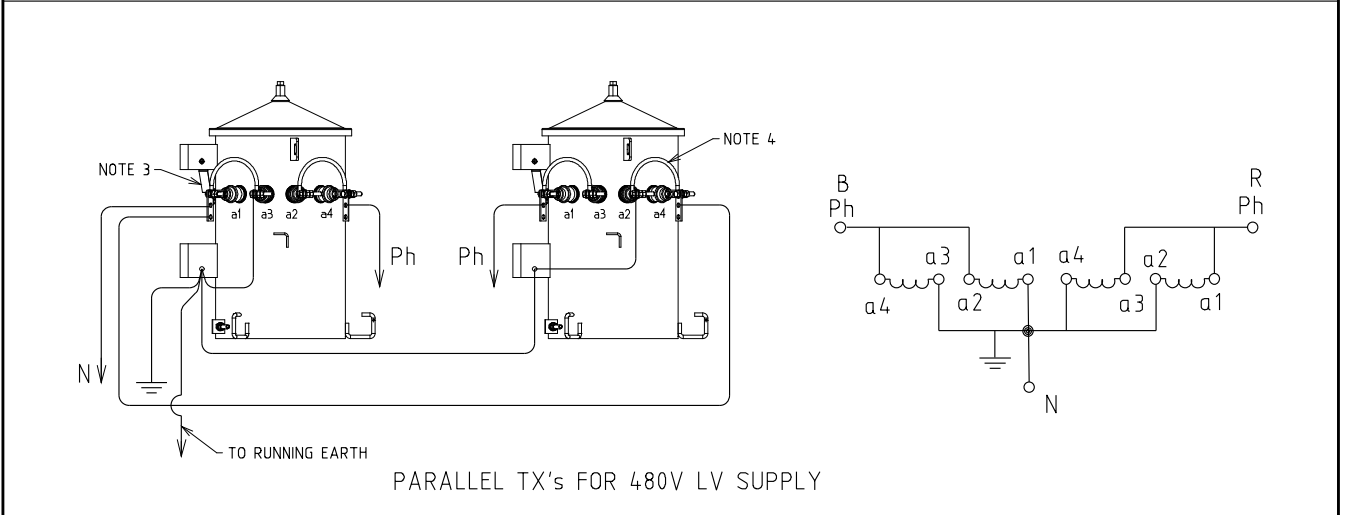 NOTE 3
NOTE 4
a1 a3 a2 a4
a1 a3 a2 a4
Ph
Ph
N
TO RUNNING EARTH
PARALLEL TX's FOR 480V LV SUPPLY
B
Ph
R
Ph
a3 a1 a4 a2
a4 a2 a3 a1
N